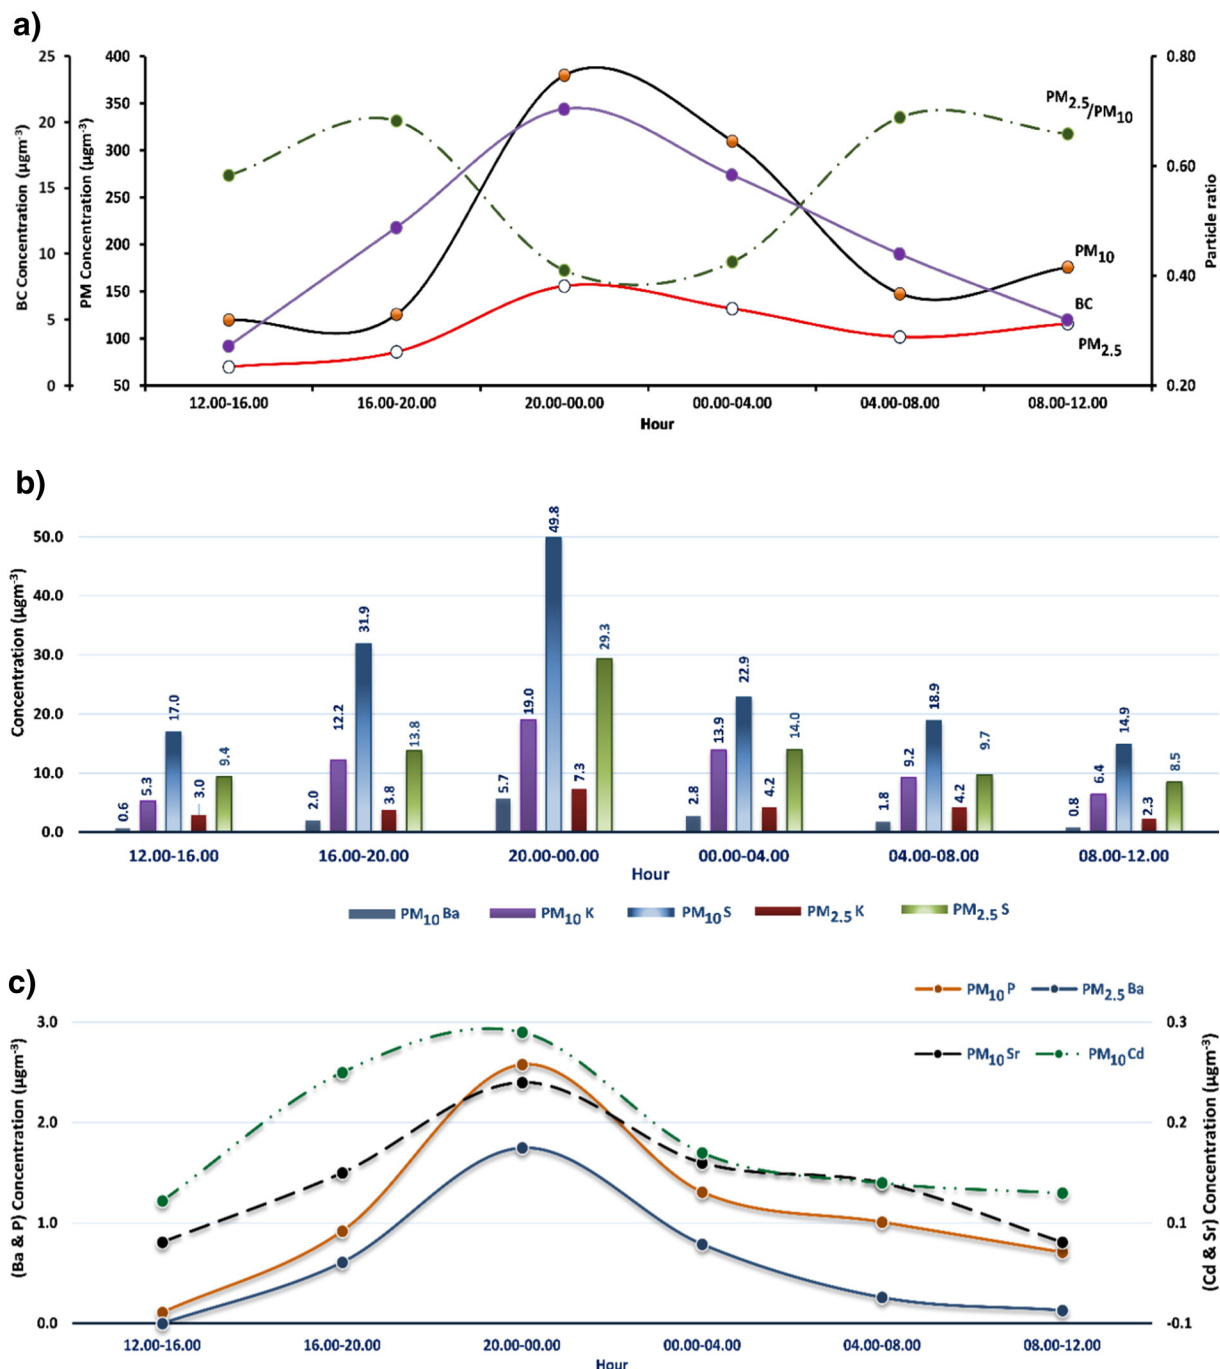 a)
25
20
15
10
5
0
BC Concentration (µgm-3)
400
350
300
250
200
150
100
50
PM Concentration (µgm-3)
0.80
0.60
0.40
0.20
Particle ratio
PM2.5/PM10
PM10
BC
PM2.5
12.00-16.00 16.00-20.00 20.00-00.00 00.00-04.00 04.00-08.00 08.00-12.00
Hour
b)
Concentration (µgm-3)
50.0
40.0
30.0
20.0
10.0
0.0
0.6 5.3 17.0 3.0 9.4
2.0 12.2 31.9 3.8 13.8
5.7 19.0 49.8 7.3 29.3
2.8 13.9 22.9 4.2 14.0
1.8 9.2 18.9 4.2 9.7
0.8 6.4 14.9 2.3 8.5
12.00-16.00 16.00-20.00 20.00-00.00 00.00-04.00 04.00-08.00 08.00-12.00
Hour
PM10 Ba PM10 K PM10 S PM2.5 K PM2.5 S
c)
PM10 P PM2.5 Ba
PM10 Sr PM10 Cd
(Ba & P) Concentration (µgm-3)
3.0
2.0
1.0
0.0
0.3
0.2
0.1
-0.1
(Cd & Sr) Concentration (µgm-3)
12.00-16.00 16.00-20.00 20.00-00.00 00.00-04.00 04.00-08.00 08.00-12.00
Hour